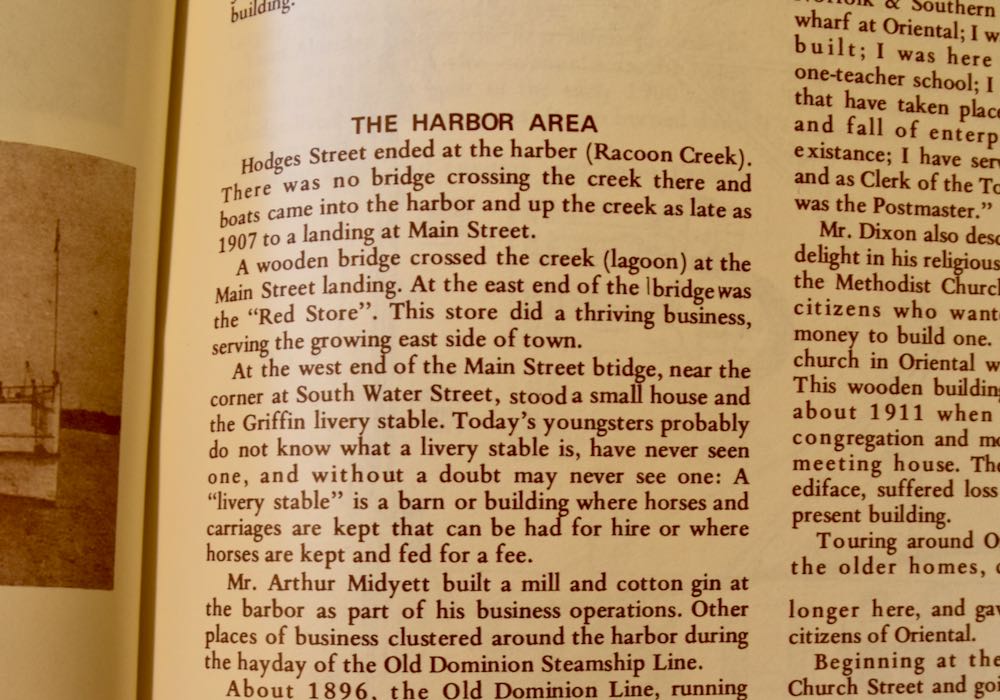 building.
THE HARBOR AREA
Hodges Street ended at the harber (Racoon Creek).
There was no bridge crossing the creek there and
boats came into the harbor and up the creek as late as
1907 to a landing at Main Street.
A wooden bridge crossed the creek (lagoon) at the
Main Street landing. At the east end of the bridge was
the “Red Store”. This store did a thriving business,
serving the growing east side of town.
At the west end of the Main Street btidge, near the
corner at South Water Street, stood a small house and
the Griffin livery stable. Today’s youngsters probably
do not know what a livery stable is, have never seen
one, and without a doubt may never see one: A
“livery stable” is a barn or building where horses and
carriages are kept that can be had for hire or where
horses are kept and fed for a fee.
Mr. Arthur Midyett built a mill and cotton gin at
the barbor as part of his business operations. Other
places of business clustered around the harbor during
the hayday of the Old Dominion Steamship Line.
About 1896, the Old Dominion Line, running
& Southern
wharf at Oriental; I
built; I was here
one-teacher school; I
that have taken
and fall of
existance; I have
and as Clerk of the
was the Postmaster.”
Mr. Dixon also
delight in his religious
the Methodist
citizens who
money to build one.
church in Oriental
This wooden
about 1911 when
congregation and
meeting house.
ediface, suffered loss
present building.
Touring around
the older homes,
longer here, and
citizens of Oriental.
Beginning at the
Church Street and